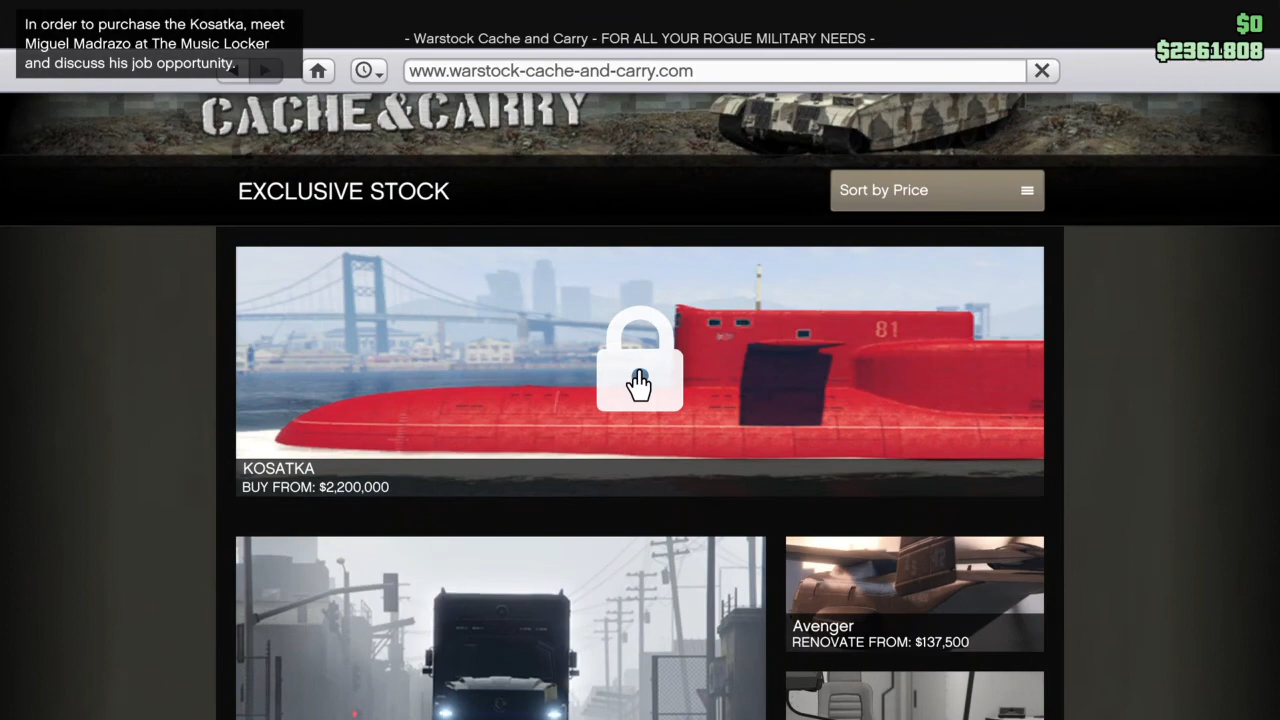 In order to purchase the Kosatka, meet
Miguel Madrazo at The Music Locker
and discuss his job opportunity.
- Warstock Cache and Carry - FOR ALL YOUR ROGUE MILITARY NEEDS -
$0
$2361808
www.warstock-cache-and-carry.com
CACHE&CARRY
EXCLUSIVE STOCK
Sort by Price
81
KOSATKA
BUY FROM: $2,200,000
Avenger
RENOVATE FROM: $137,500